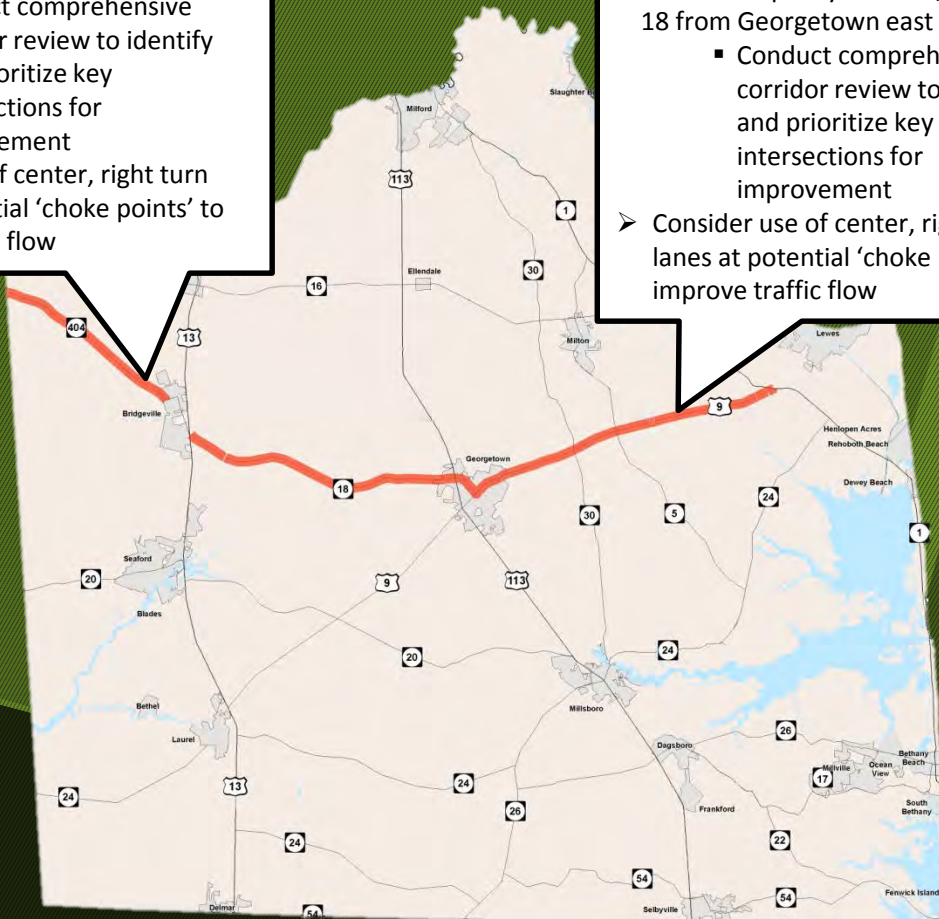 ct comprehensive
r review to identify
oritize key
ctions for
ement
f center, right turn
tial ‘choke points’ to
flow
18 from Georgetown east
▪ Conduct compreh
corridor review to
and prioritize key
intersections for
improvement
➢ Consider use of center, ri
lanes at potential ‘choke
improve traffic flow
Milford
Slaughter B
113
1
30
Ellendale
16
404
13
Milton
Lewes
Bridgeville
9
Henlopen Acres
Rehoboth Beach
Georgetown
Dewey Beach
18
24
30
5
1
Seaford
20
9
113
Blades
24
20
Bethel
Millsboro
Laurel
Dagsboro
26
Bethany
Beach
Millville
Ocean
View
17
13
24
24
26
Frankford
South
Bethany
24
22
54
54
Fenwick Island
Delmar
54
Selbyville